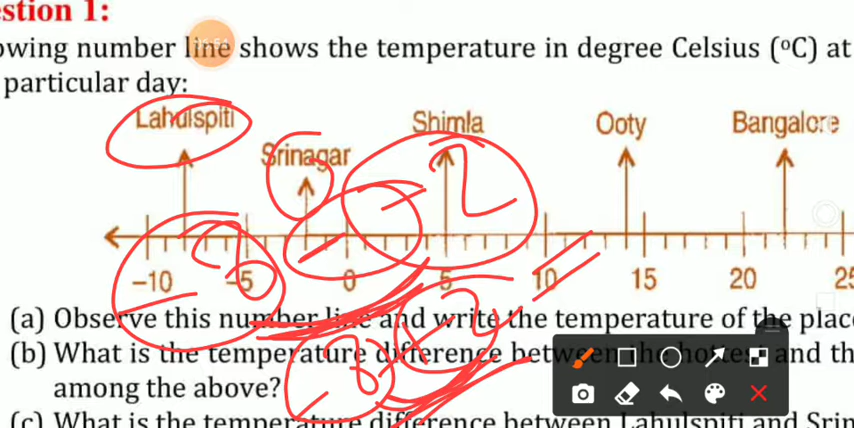 stion 1:
owing number line shows the temperature in degree Celsius (°C) at
particular day:
Lahulspiti Srinagar Shimla Ooty Bangalore
-10 -5 0 5 10 15 20 25
-8 - -2
(a) Observe this number line and write the temperature of the plac
(b) What is the temperature difference between the hottest and th
among the above?
(c) What is the temperature difference between Lahulspiti and Srin